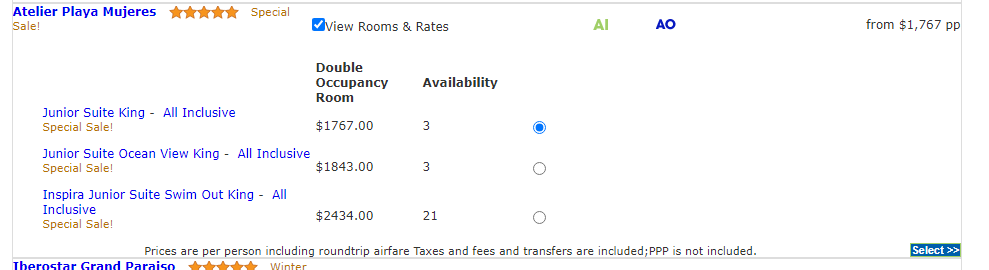 Atelier Playa Mujeres Special
Sale!
View Rooms & Rates
AI
AO
from $1,767 pp
Double
Occupancy
Room
Availability
Junior Suite King - All Inclusive
Special Sale!
$1767.00
3
Junior Suite Ocean View King - All Inclusive
Special Sale!
$1843.00
3
Inspira Junior Suite Swim Out King - All
Inclusive
Special Sale!
$2434.00
21
Prices are per person including roundtrip airfare Taxes and fees and transfers are included;PPP is not included.
Select >>
Iberostar Grand Paraiso Winter